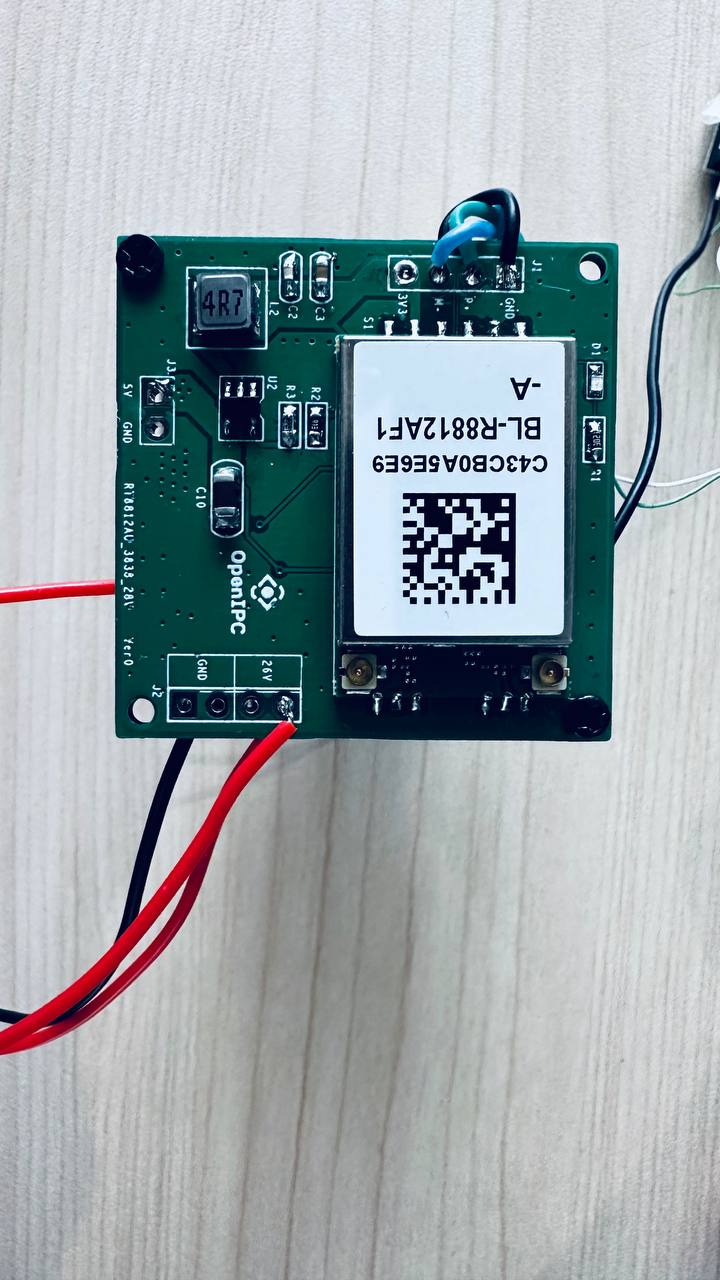 D1
R1
J1
GND
P+
M-
3V3
S1
C43CB0A5E6E9
BL-R8812AF1
-A
C3
C2
L2
4R7
R2
R3
U2
C10
OpenIPC
26V
GND
J2
J3
5V
GND
RT8812AU_3838_28V
Ver0